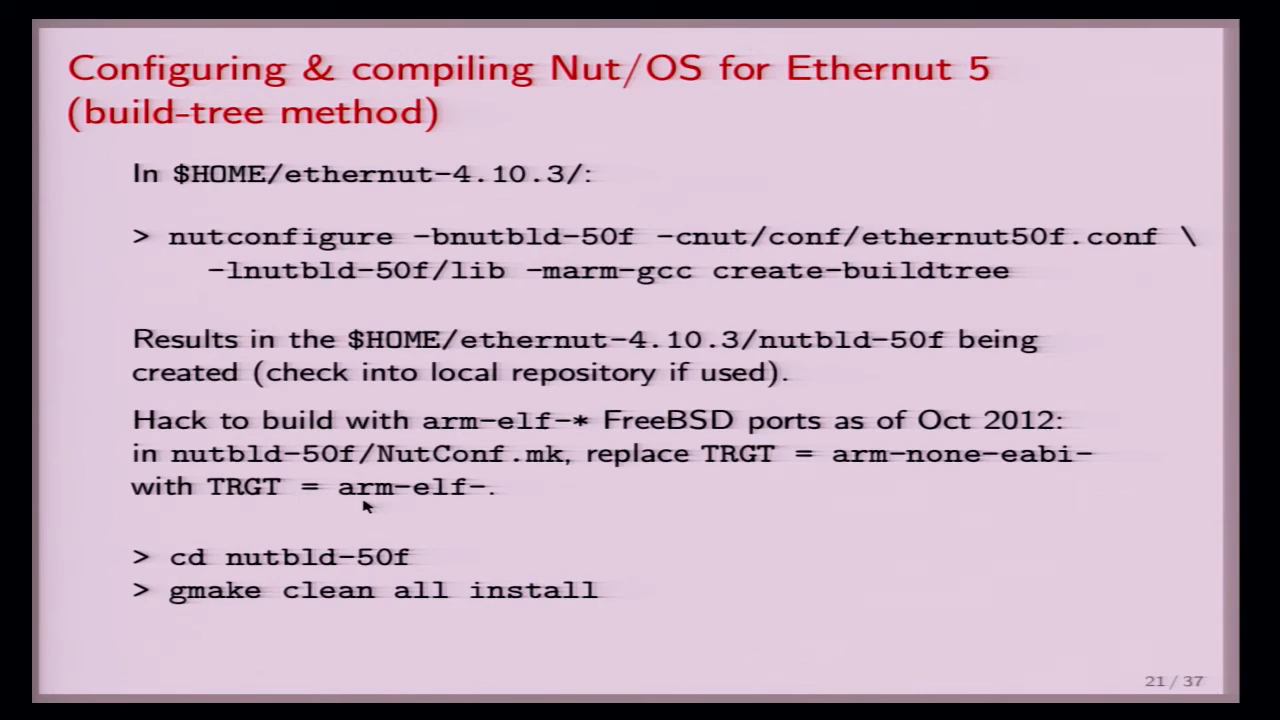 Configuring & compiling Nut/OS for Ethernut 5
(build-tree method)
In $HOME/ethernut-4.10.3/:
> nutconfigure -bnutbld-50f -cnut/conf/ethernut50f.conf \
-lnutbld-50f/lib -marm-gcc create-buildtree
Results in the $HOME/ethernut-4.10.3/nutbld-50f being
created (check into local repository if used).
Hack to build with arm-elf-* FreeBSD ports as of Oct 2012:
in nutbld-50f/NutConf.mk, replace TRGT = arm-none-eabi-
with TRGT = arm-elf-.
> cd nutbld-50f
> gmake clean all install
21 / 37